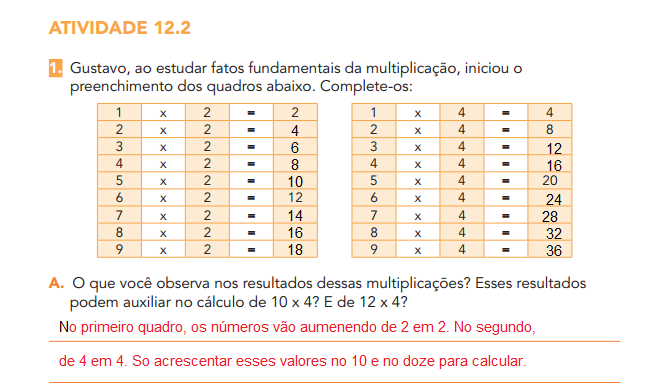 ATIVIDADE 12.2
1. Gustavo, ao estudar fatos fundamentais da multiplicação, iniciou o
preenchimento dos quadros abaixo. Complete-os:
1 x 2 = 2
2 x 2 = 4
3 x 2 = 6
4 x 2 = 8
5 x 2 = 10
6 x 2 = 12
7 x 2 = 14
8 x 2 = 16
9 x 2 = 18
1 x 4 = 4
2 x 4 = 8
3 x 4 = 12
4 x 4 = 16
5 x 4 = 20
6 x 4 = 24
7 x 4 = 28
8 x 4 = 32
9 x 4 = 36
A. O que você observa nos resultados dessas multiplicações? Esses resultados
podem auxiliar no cálculo de 10 x 4? E de 12 x 4?
No primeiro quadro, os números vão aumenendo de 2 em 2. No segundo,
de 4 em 4. So acrescentar esses valores no 10 e no doze para calcular.